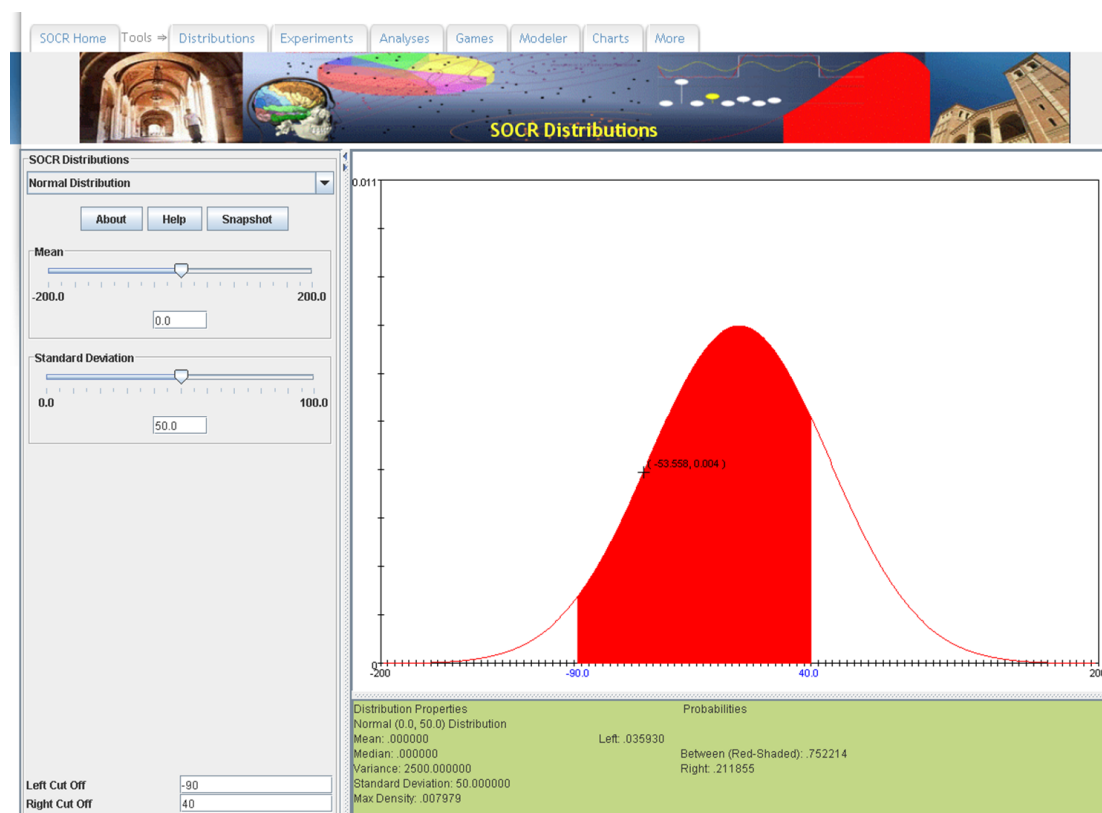 SOCR Home Tools ⇒ Distributions Experiments Analyses Games Modeler Charts More
SOCR Distributions
SOCR Distributions
Normal Distribution
About Help Snapshot
Mean
-200.0 200.0
0.0
Standard Deviation
0.0 100.0
50.0
Left Cut Off -90
Right Cut Off 40
0.011
( -53.558, 0.004 )
0
-200 -90.0 40.0 20
Distribution Properties Probabilities
Normal (0.0, 50.0) Distribution
Mean: .000000 Left: .035930
Median: .000000 Between (Red-Shaded): .752214
Variance: 2500.000000 Right: .211855
Standard Deviation: 50.000000
Max Density: .007979